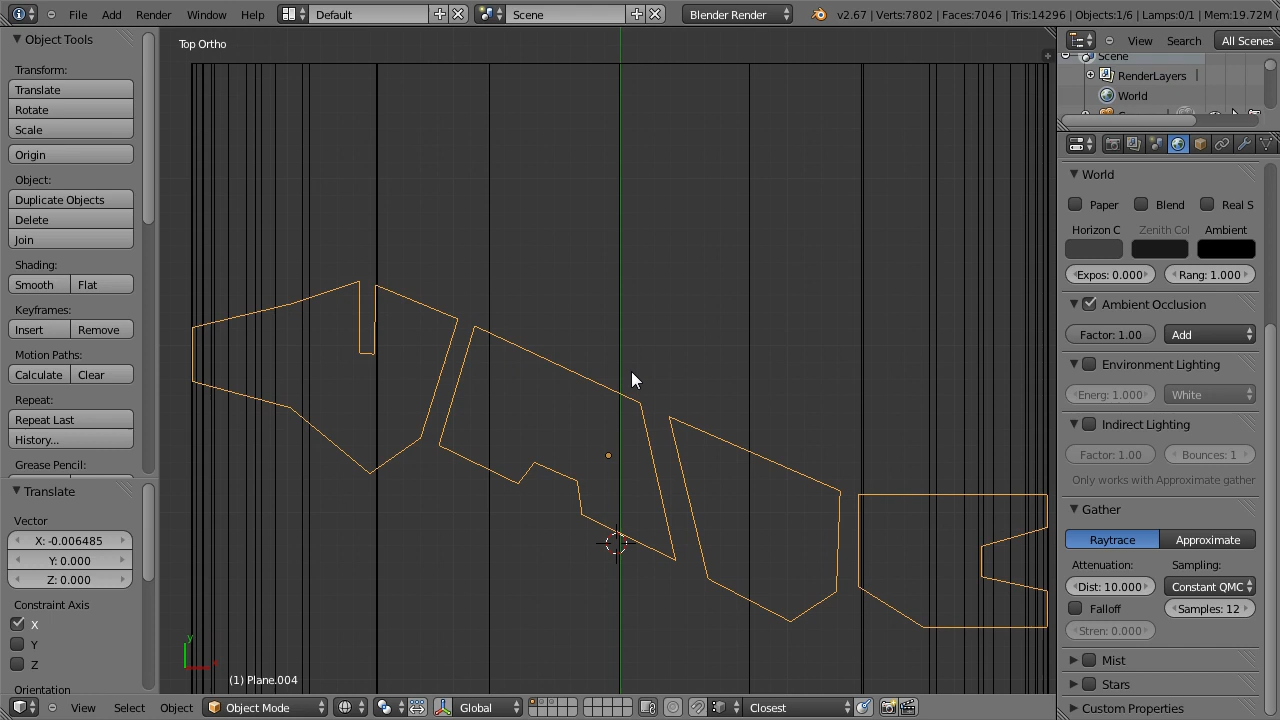 File Add Render Window Help Default Scene Blender Render v2.67 | Verts:7802 | Faces:7046 | Tris:14296 | Objects:1/6 | Lamps:0/1 | Mem:19.72M
Object Tools
Transform:
Translate
Rotate
Scale
Origin
Object:
Duplicate Objects
Delete
Join
Shading:
Smooth Flat
Keyframes:
Insert Remove
Motion Paths:
Calculate Clear
Repeat:
Repeat Last
History...
Grease Pencil:
Translate
Vector
X: -0.006485
Y: 0.000
Z: 0.000
Constraint Axis
X
Y
Z
Orientation
Top Ortho
y
(1) Plane.004
View Select Object Object Mode Global Closest
View Search All Scenes
Scene
RenderLayers
World
World
Paper Blend Real S
Horizon C Zenith Col Ambient
Expos: 0.000 Rang: 1.000
Ambient Occlusion
Factor: 1.00 Add
Environment Lighting
Energ: 1.000 White
Indirect Lighting
Factor: 1.00 Bounces: 1
Only works with Approximate gather
Gather
Raytrace Approximate
Attenuation: Sampling:
Dist: 10.000 Constant QMC
Falloff Samples: 12
Stren: 0.000
Mist
Stars
Custom Properties